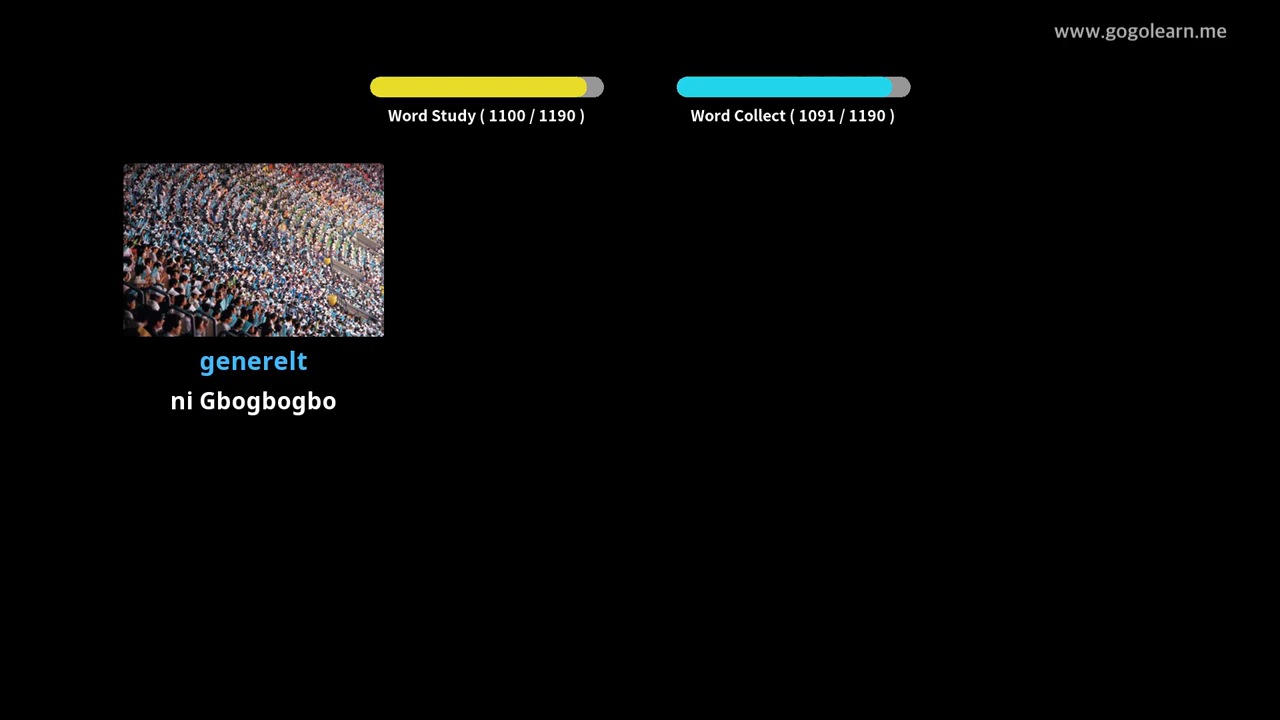 www.gogolearn.me
Word Study ( 1100 / 1190 )
Word Collect ( 1091 / 1190 )
generelt
ni Gbogbogbo